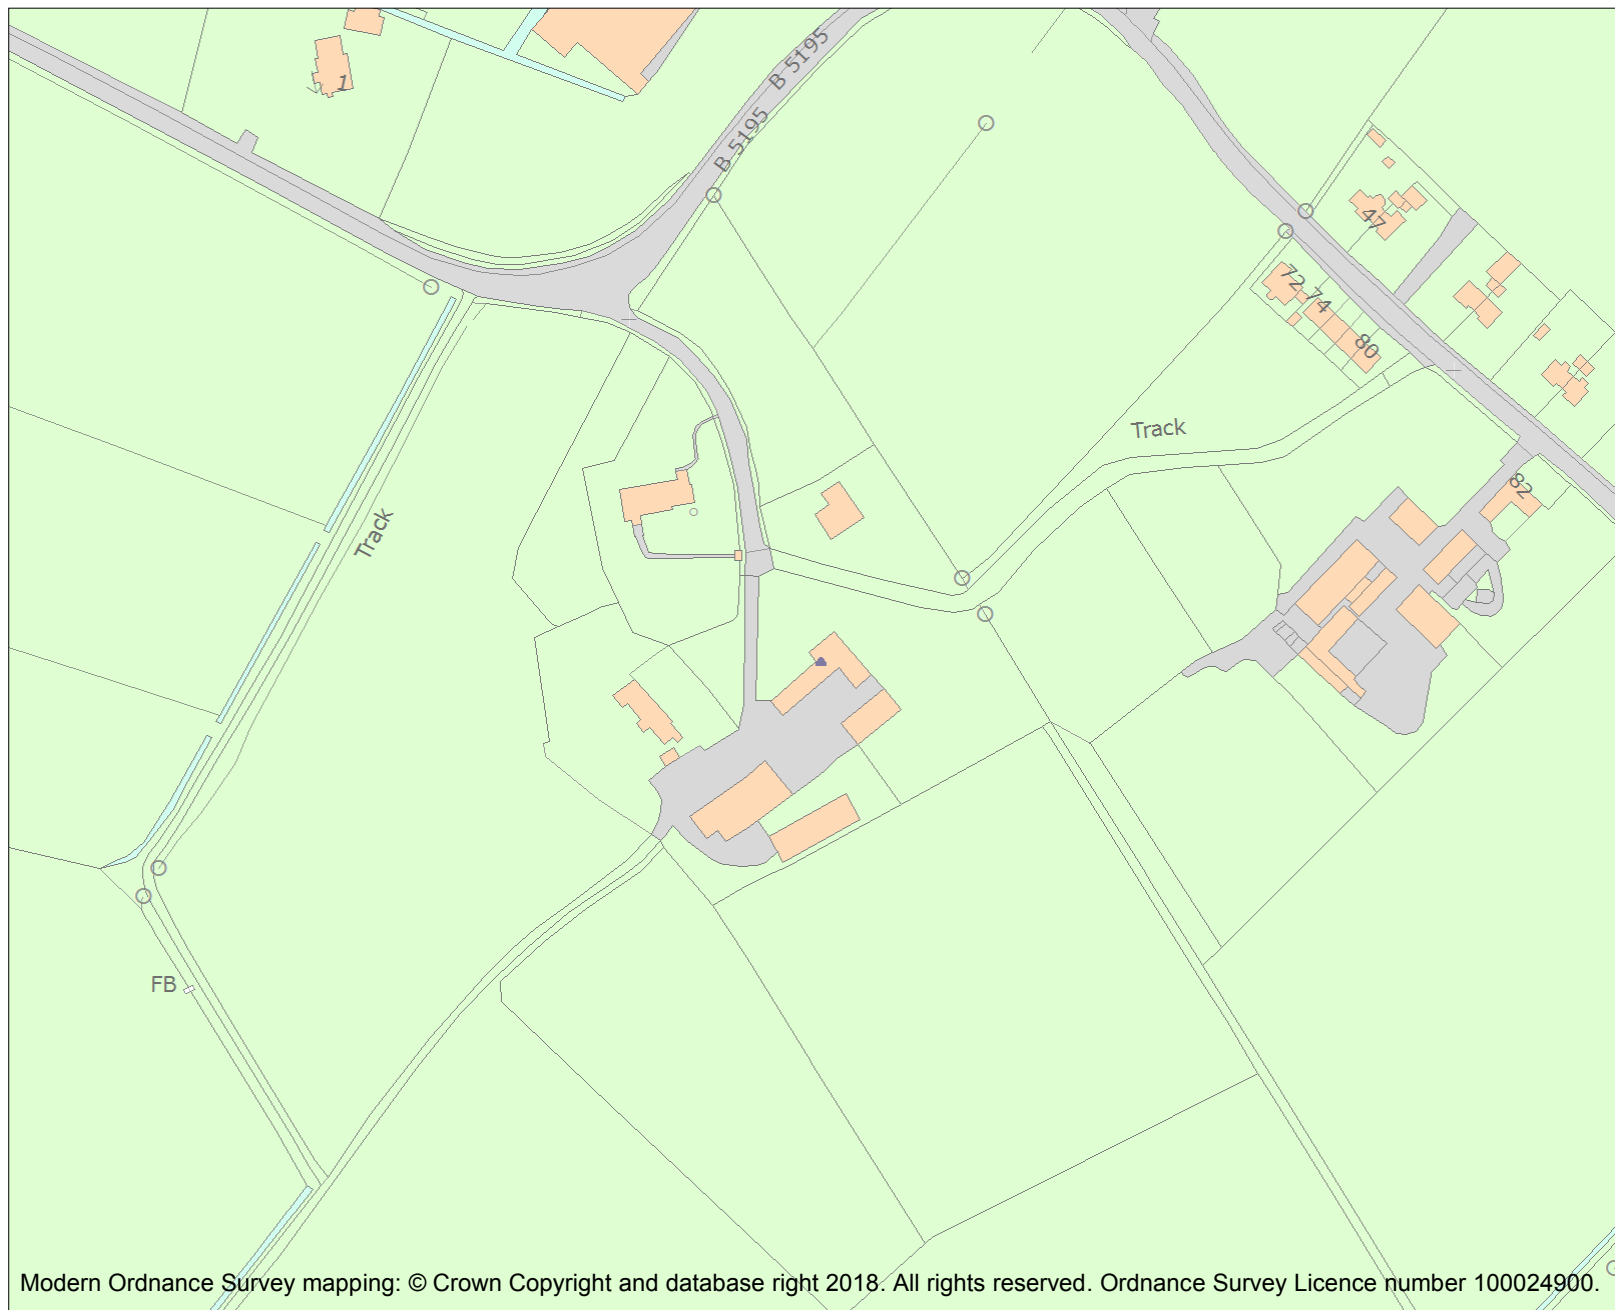 1
B 5195
B 5195
47
72
74
80
Track
82
Track
FB
Modern Ordnance Survey mapping: © Crown Copyright and database right 2018. All rights reserved. Ordnance Survey Licence number 100024900.